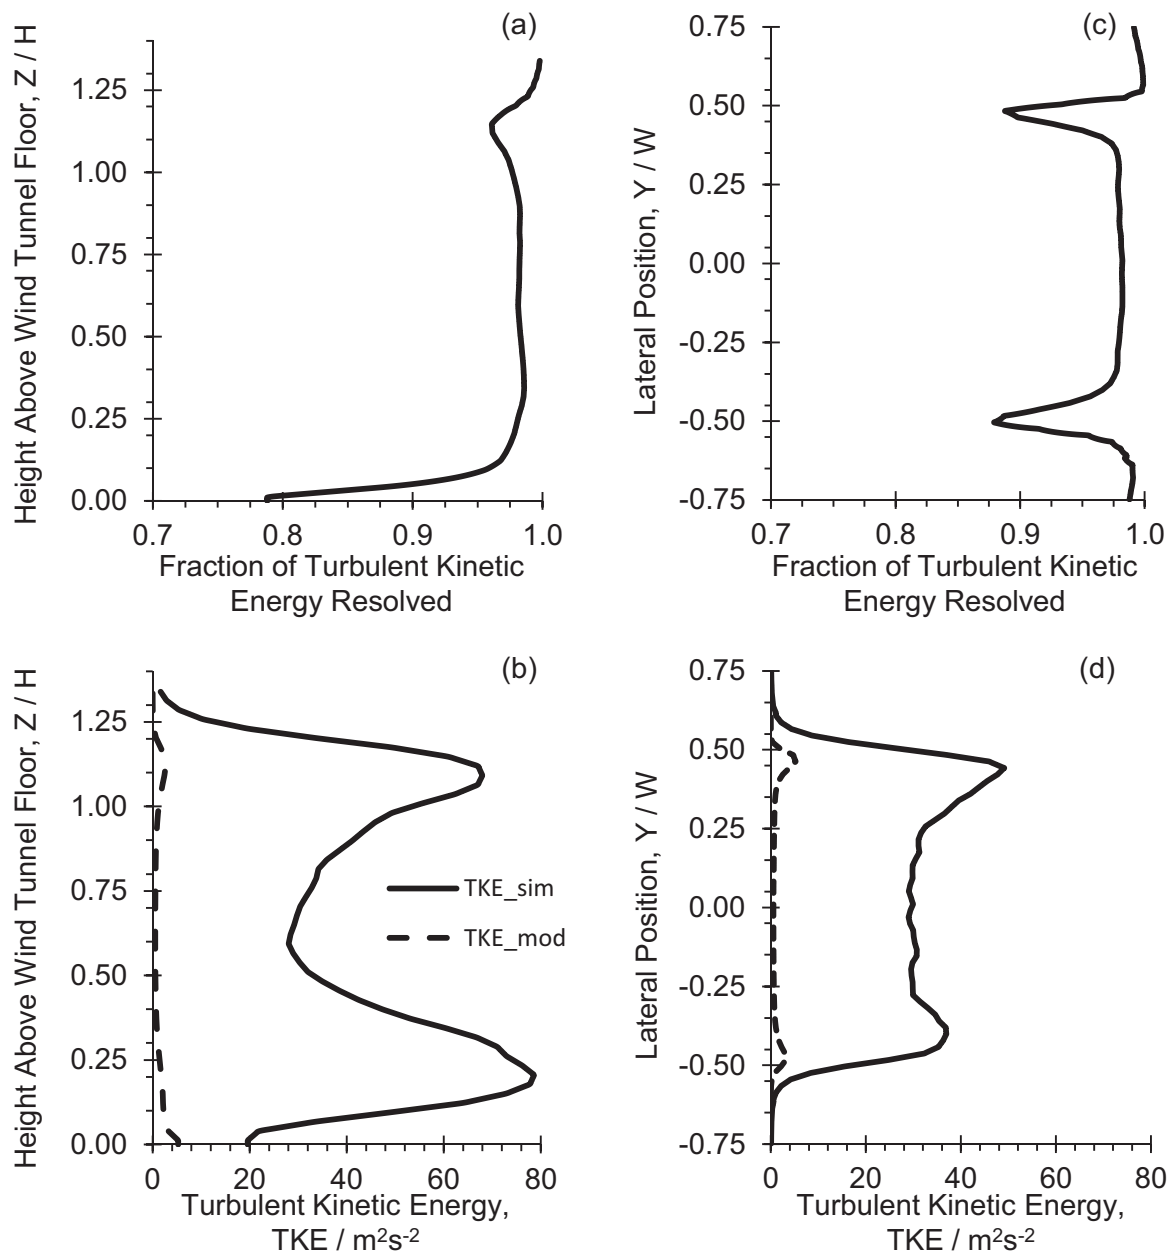 (a)
Height Above Wind Tunnel Floor, Z / H
1.25
1.00
0.75
0.50
0.25
0.00
0.7
0.8
0.9
1.0
Fraction of Turbulent Kinetic
Energy Resolved
(c)
Lateral Position, Y / W
0.75
0.50
0.25
0.00
-0.25
-0.50
-0.75
0.7
0.8
0.9
1.0
Fraction of Turbulent Kinetic
Energy Resolved
(b)
Height Above Wind Tunnel Floor, Z / H
1.25
1.00
0.75
0.50
0.25
0.00
TKE_sim
TKE_mod
0
20
40
60
80
Turbulent Kinetic Energy,
TKE / m²s⁻²
(d)
Lateral Position, Y / W
0.75
0.50
0.25
0.00
-0.25
-0.50
-0.75
0
20
40
60
80
Turbulent Kinetic Energy,
TKE / m²s⁻²